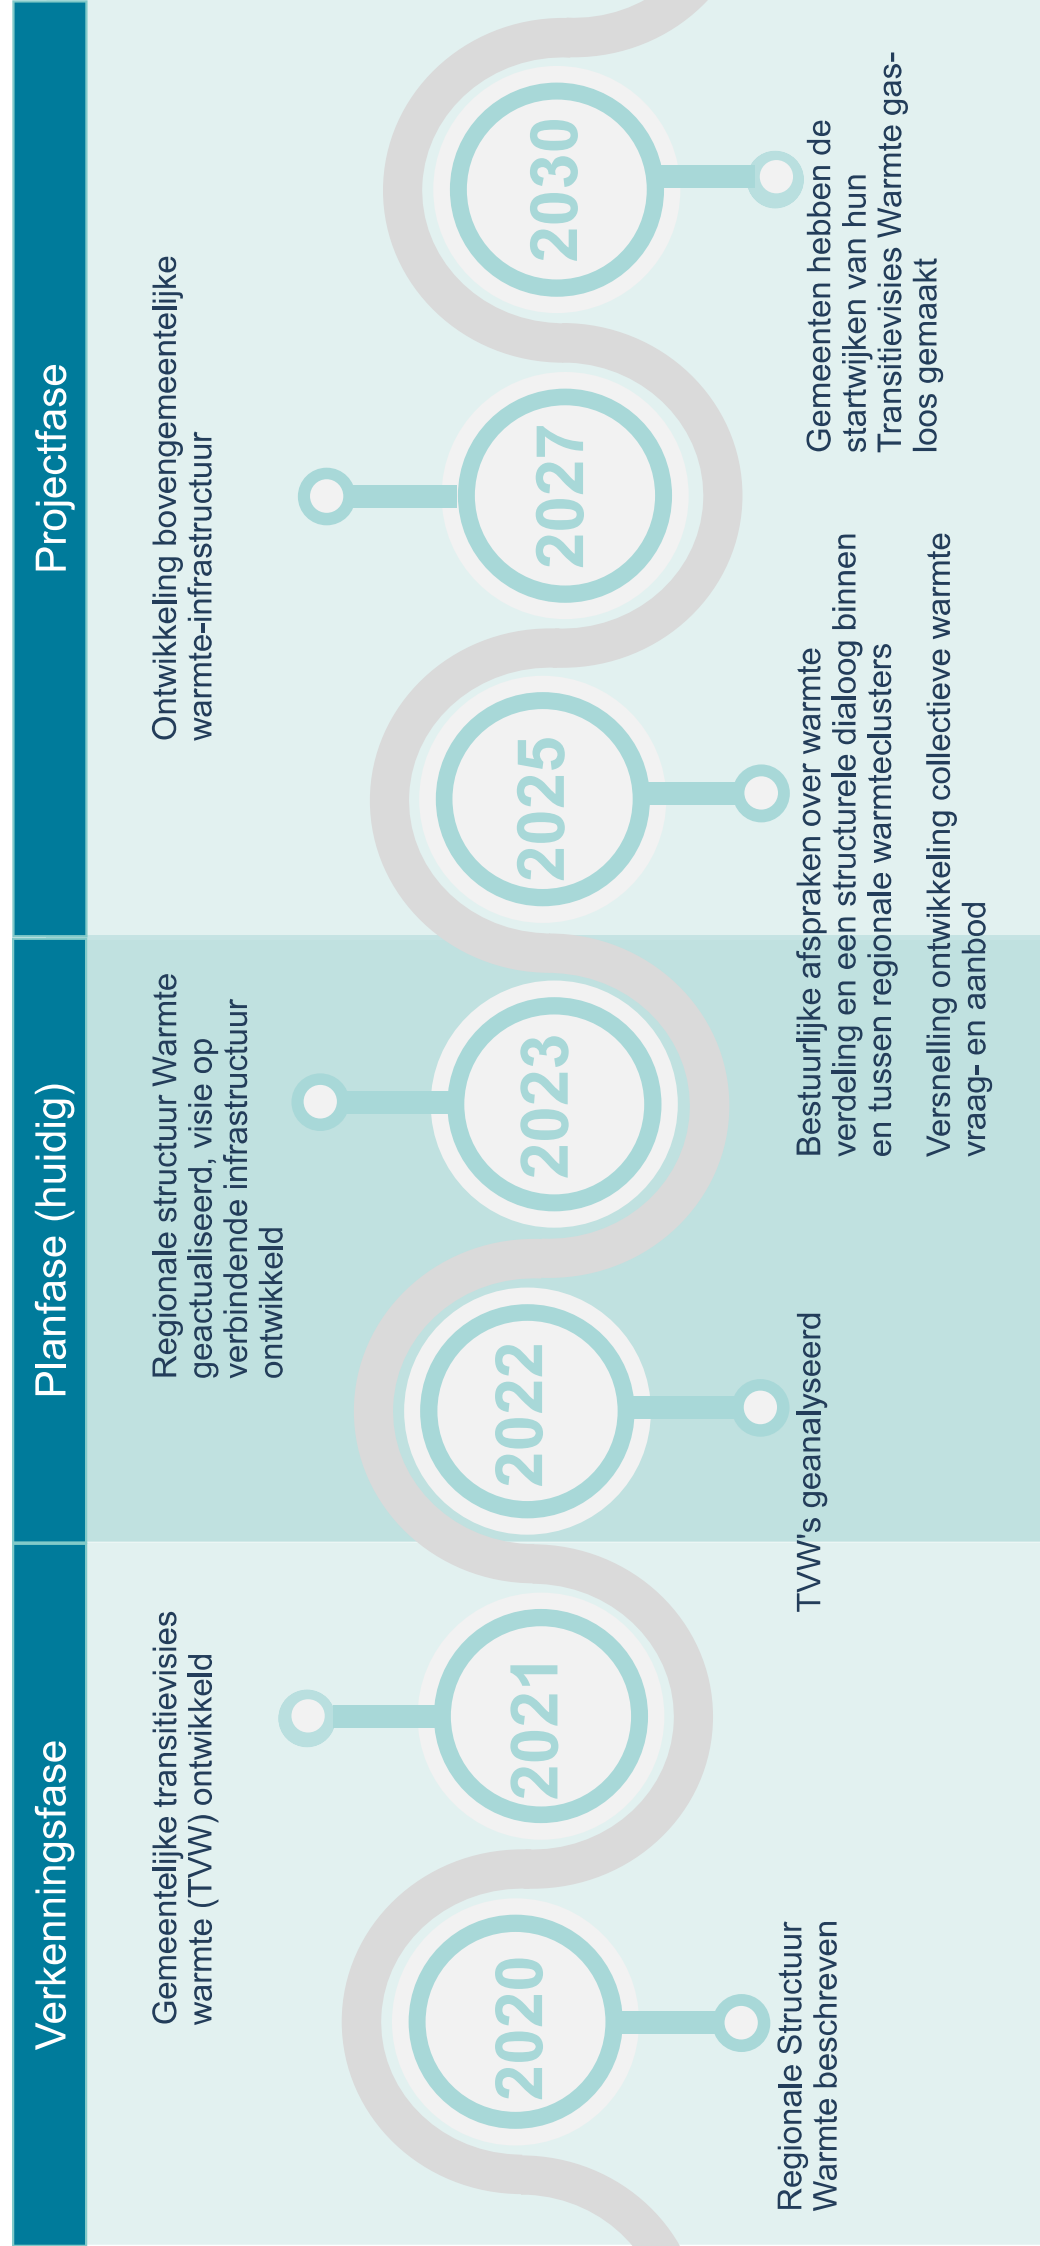 Verkenningsfase
Planfase (huidig)
Projectfase
Gemeentelijke transitievisies
warmte (TVW) ontwikkeld
Regionale structuur Warmte
geactualiseerd, visie op
verbindende infrastructuur
ontwikkeld
Ontwikkeling bovengemeentelijke
warmte-infrastructuur
2020
2021
2022
2023
2025
2027
2030
Regionale Structuur
Warmte beschreven
TVW's geanalyseerd
Bestuurlijke afspraken over warmte
verdeling en een structurele dialoog binnen
en tussen regionale warmteclusters
Versnelling ontwikkeling collectieve warmte
vraag- en aanbod
Gemeenten hebben de
startwijken van hun
Transitievisies Warmte gas-
loos gemaakt